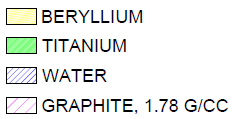 BERYLLIUM
TITANIUM
WATER
GRAPHITE, 1.78 G/CC